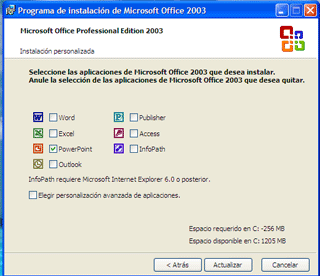 Programa de instalación de Microsoft Office 2003
Microsoft Office Professional Edition 2003
Instalación personalizada
Seleccione las aplicaciones de Microsoft Office 2003 que desea instalar.
Anule la selección de las aplicaciones de Microsoft Office 2003 que desea quitar.
Word
Publisher
Excel
Access
PowerPoint
InfoPath
Outlook
InfoPath requiere Microsoft Internet Explorer 6.0 o posterior.
Elegir personalización avanzada de aplicaciones.
Espacio requerido en C: -256 MB
Espacio disponible en C: 1205 MB
< Atrás Actualizar Cancelar